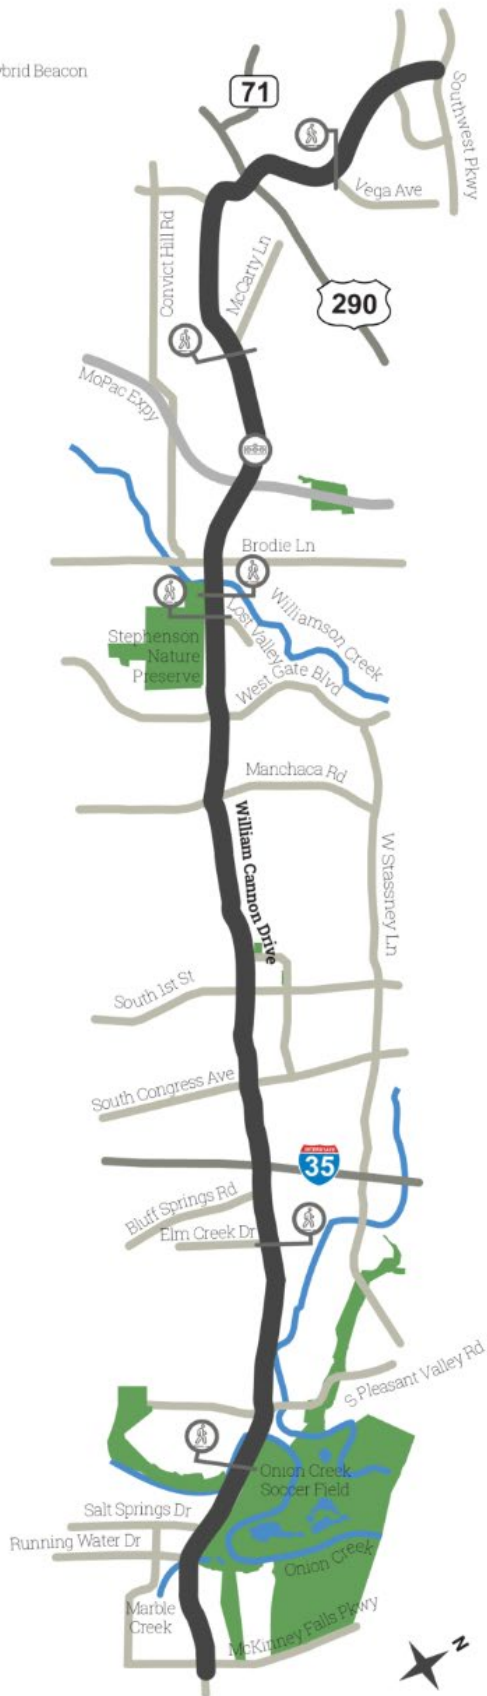 ybrid Beacon
71
Southwest Pkwy
Vega Ave
Convict Hill Rd
McCarty Ln
290
MoPac Expy
Brodie Ln
Williamson Creek
Lost Valley
Stephenson
Nature
Preserve
West Gate Blvd
Manchaca Rd
William Cannon Drive
W Stassney Ln
South 1st St
South Congress Ave
INTERSTATE
35
Bluff Springs Rd
Elm Creek Dr
S Pleasant Valley Rd
Onion Creek
Soccer Field
Salt Springs Dr
Running Water Dr
Onion Creek
Marble
Creek
McKinney Falls Pkwy
N